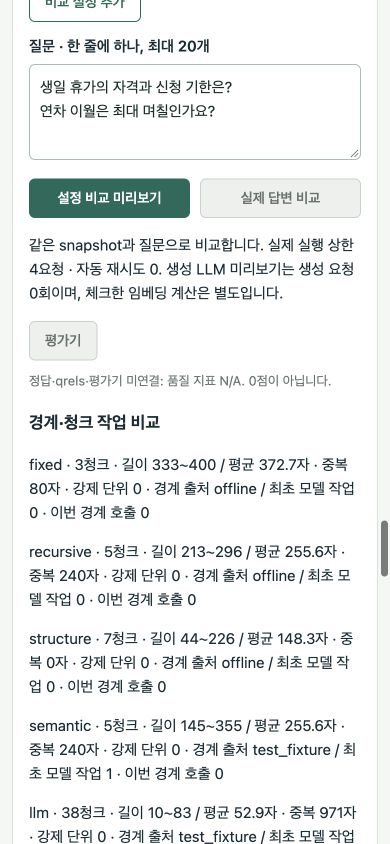 비교 설정 추가
질문 · 한 줄에 하나, 최대 20개
생일 휴가의 자격과 신청 기한은?
연차 이월은 최대 며칠인가요?
설정 비교 미리보기
실제 답변 비교
같은 snapshot과 질문으로 비교합니다. 실제 실행 상한
4요청 · 자동 재시도 0. 생성 LLM 미리보기는 생성 요청
0회이며, 체크한 임베딩 계산은 별도입니다.
평가기
정답·qrels·평가기 미연결: 품질 지표 N/A. 0점이 아닙니다.
경계·청크 작업 비교
fixed · 3청크 · 길이 333~400 / 평균 372.7자 · 중복
80자 · 강제 단위 0 · 경계 출처 offline / 최초 모델 작업
0 · 이번 경계 호출 0
recursive · 5청크 · 길이 213~296 / 평균 255.6자 ·
중복 240자 · 강제 단위 0 · 경계 출처 offline / 최초 모
델 작업 0 · 이번 경계 호출 0
structure · 7청크 · 길이 44~226 / 평균 148.3자 · 중
복 0자 · 강제 단위 0 · 경계 출처 offline / 최초 모델 작
업 0 · 이번 경계 호출 0
semantic · 5청크 · 길이 145~355 / 평균 255.6자 ·
중복 240자 · 강제 단위 0 · 경계 출처 test_fixture / 최
초 모델 작업 1 · 이번 경계 호출 0
llm · 38청크 · 길이 10~83 / 평균 52.9자 · 중복 971자
· 강제 단위 0 · 경계 출처 test_fixture / 최초 모델 작업